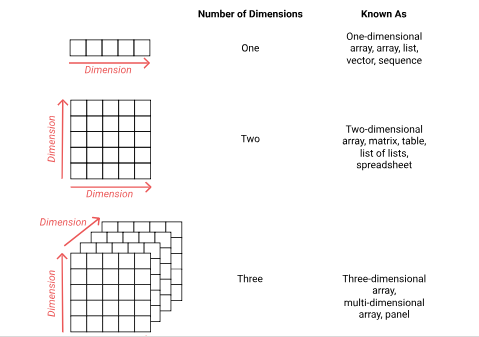 Number of Dimensions
Known As
Dimension
One
One-dimensional
array, array, list,
vector, sequence
Dimension
Dimension
Two
Two-dimensional
array, matrix, table,
list of lists,
spreadsheet
Dimension
Dimension
Three
Three-dimensional
array,
multi-dimensional
array, panel